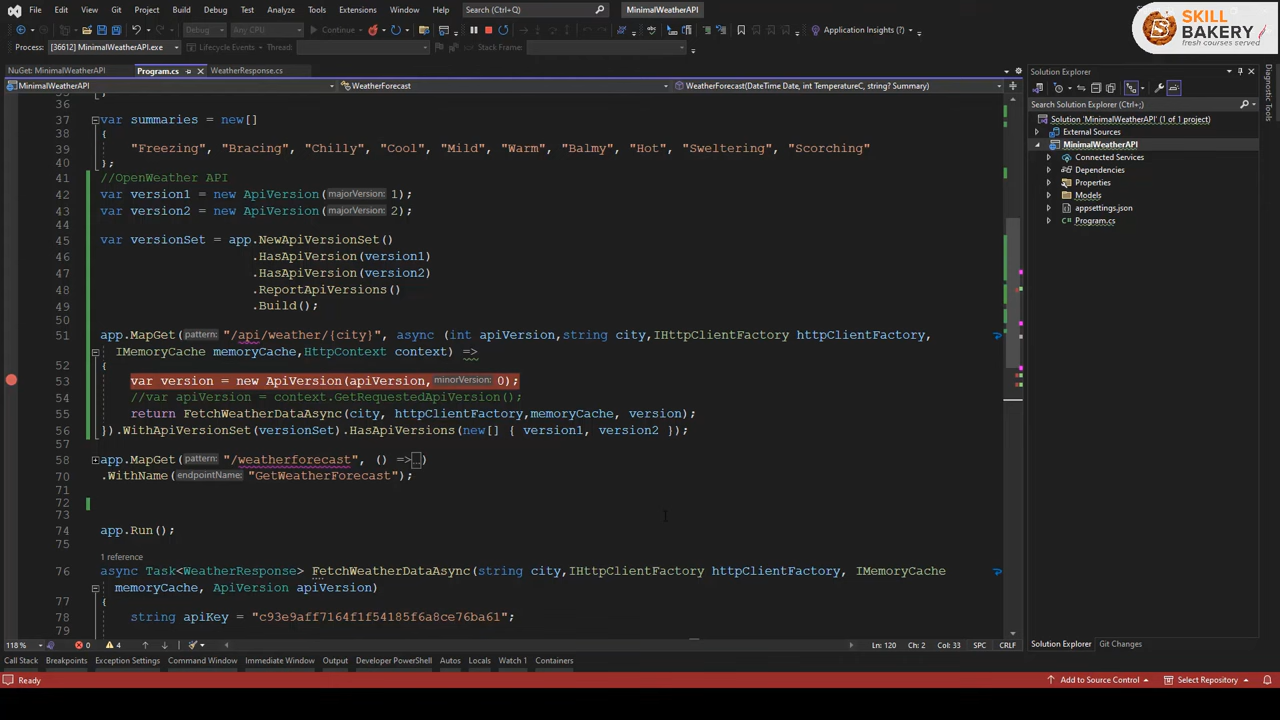 File Edit View Git Project Build Debug Test Analyze Tools Extensions Window Help Search (Ctrl+Q) MinimalWeatherAPI
SKILL BAKERY
fresh courses served
Debug Any CPU Continue Application Insights (7)
Process: [36612] MinimalWeatherAPI.exe Lifecycle Events Thread: Stack Frame:
NuGet: MinimalWeatherAPI Program.cs WeatherResponse.cs
MinimalWeatherAPI WeatherForecast WeatherForecast(DateTime Date, int TemperatureC, string? Summary)
36
37 var summaries = new[]
38 {
39 "Freezing", "Bracing", "Chilly", "Cool", "Mild", "Warm", "Balmy", "Hot", "Sweltering", "Scorching"
40 };
41 //OpenWeather API
42 var version1 = new ApiVersion(majorVersion: 1);
43 var version2 = new ApiVersion(majorVersion: 2);
44
45 var versionSet = app.NewApiVersionSet()
46 .HasApiVersion(version1)
47 .HasApiVersion(version2)
48 .ReportApiVersions()
49 .Build();
50
51 app.MapGet(pattern: "/api/weather/{city}", async (int apiVersion,string city,IHttpClientFactory httpClientFactory,
IMemoryCache memoryCache,HttpContext context) =>
52 {
53 var version = new ApiVersion(apiVersion,minorVersion: 0);
54 //var apiVersion = context.GetRequestedApiVersion();
55 return FetchWeatherDataAsync(city, httpClientFactory,memoryCache, version);
56 }).WithApiVersionSet(versionSet).HasApiVersions(new[] { version1, version2 });
57
58 app.MapGet(pattern: "/weatherforecast", () =>...)
70 .WithName(endpointName: "GetWeatherForecast");
71
72
73
74 app.Run();
75
1 reference
76 async Task<WeatherResponse> FetchWeatherDataAsync(string city,IHttpClientFactory httpClientFactory, IMemoryCache
memoryCache, ApiVersion apiVersion)
77 {
78 string apiKey = "c93e9aff7164f1f54185f6a8ce76ba61";
79
118 % 0 4 Ln: 120 Ch: 2 Col: 33 SPC CRLF
Solution Explorer
Search Solution Explorer (Ctrl+;)
Solution 'MinimalWeatherAPI' (1 of 1 project)
External Sources
MinimalWeatherAPI
Connected Services
Dependencies
Properties
Models
appsettings.json
Program.cs
Diagnostic Tools
Solution Explorer Git Changes
Call Stack Breakpoints Exception Settings Command Window Immediate Window Output Developer PowerShell Autos Locals Watch 1 Containers
Ready Add to Source Control Select Repository